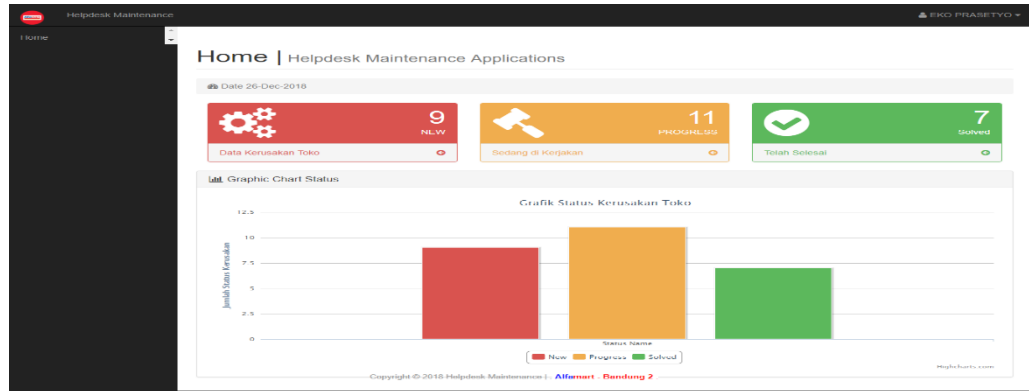 Helpdesk Maintenance
EKO PRASETYO
Home
Home | Helpdesk Maintenance Applications
Date 26-Dec-2018
9
NEW
Data Kerusakan Toko
11
PROGRESS
Sedang di Kerjakan
7
Solved
Telah Selesai
Graphic Chart Status
Grafik Status Kerusakan Toko
Jumlah Status Kerusakan
12.5
10
7.5
5
2.5
0
Status Name
New Progress Solved
Highcharts.com
Copyright © 2018 Helpdesk Maintenance | - Alfamart - Bandung 2